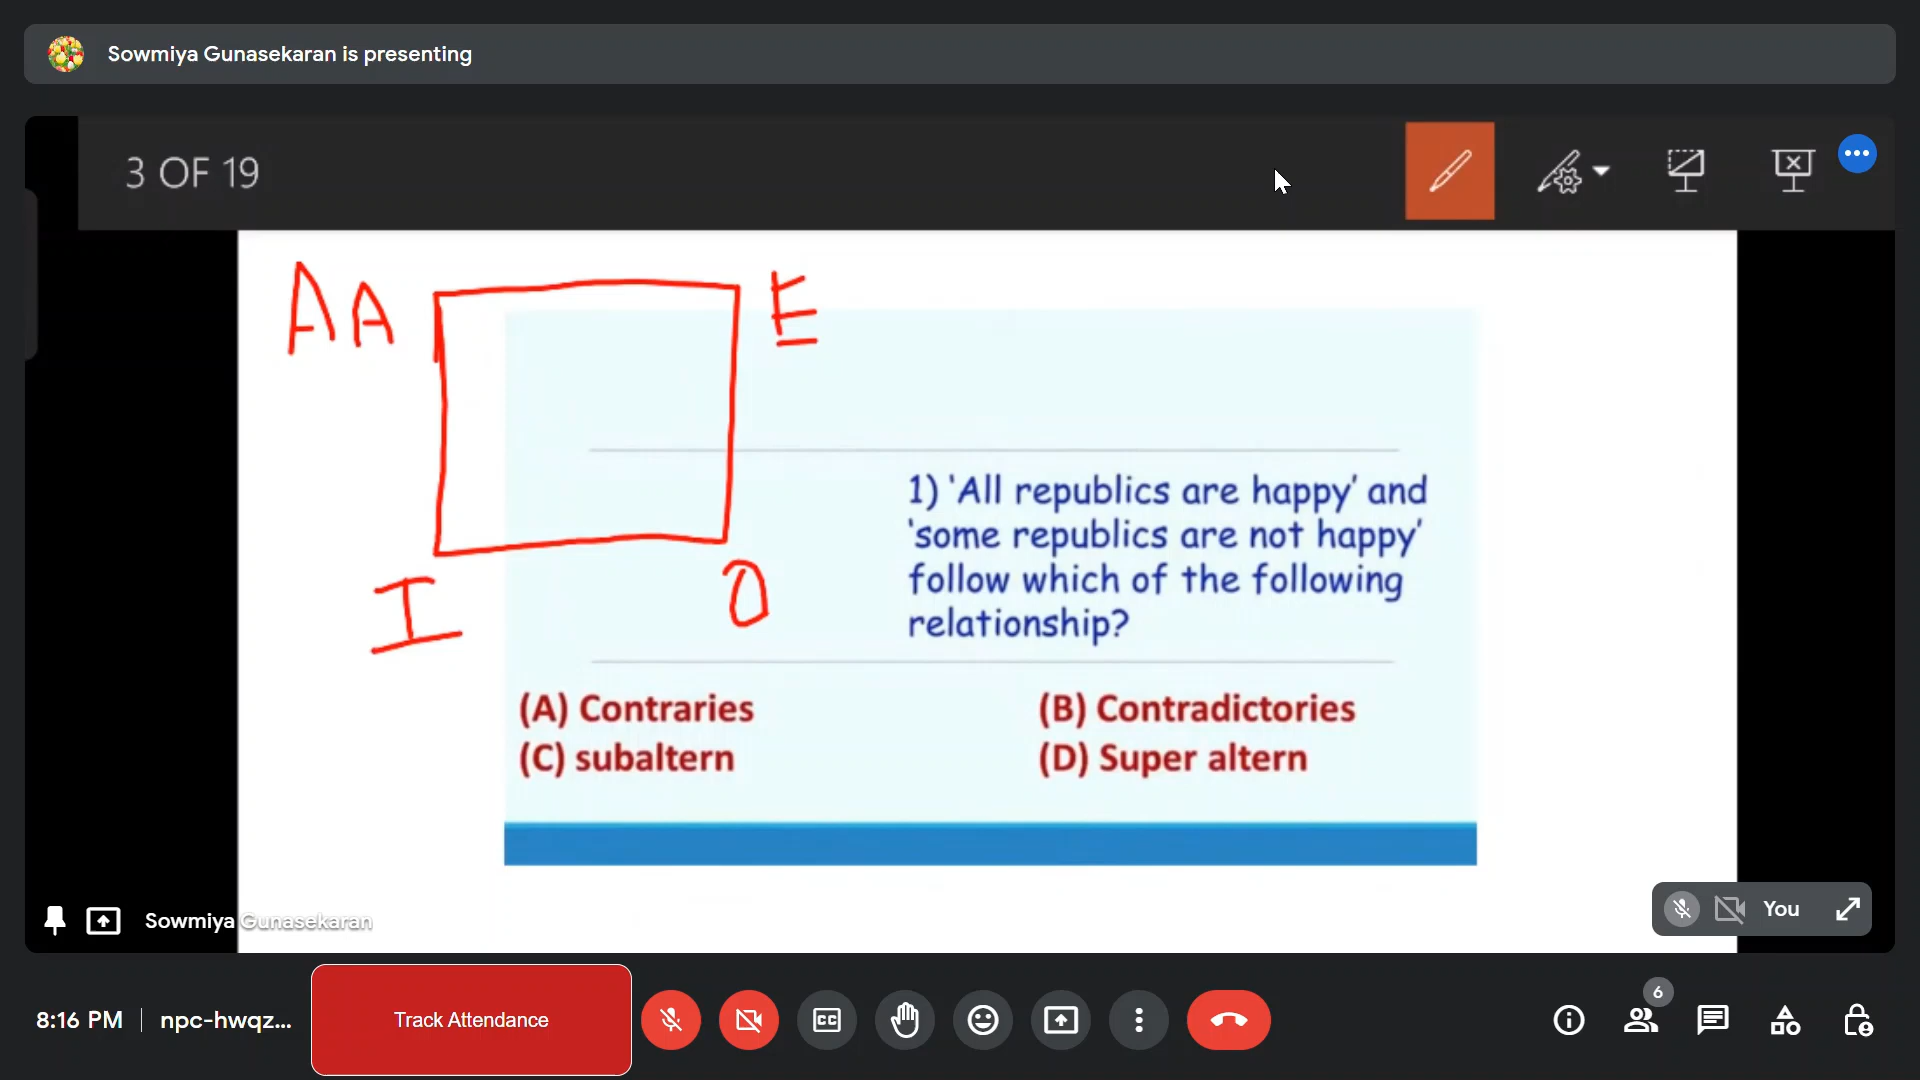 Sowmiya Gunasekaran is presenting
3 OF 19
A A E
I O
1) ‘All republics are happy’ and
‘some republics are not happy’
follow which of the following
relationship?
(A) Contraries (B) Contradictories
(C) subaltern (D) Super altern
Sowmiya Gunasekaran
You
8:16 PM | npc-hwqz...
Track Attendance
CC
6